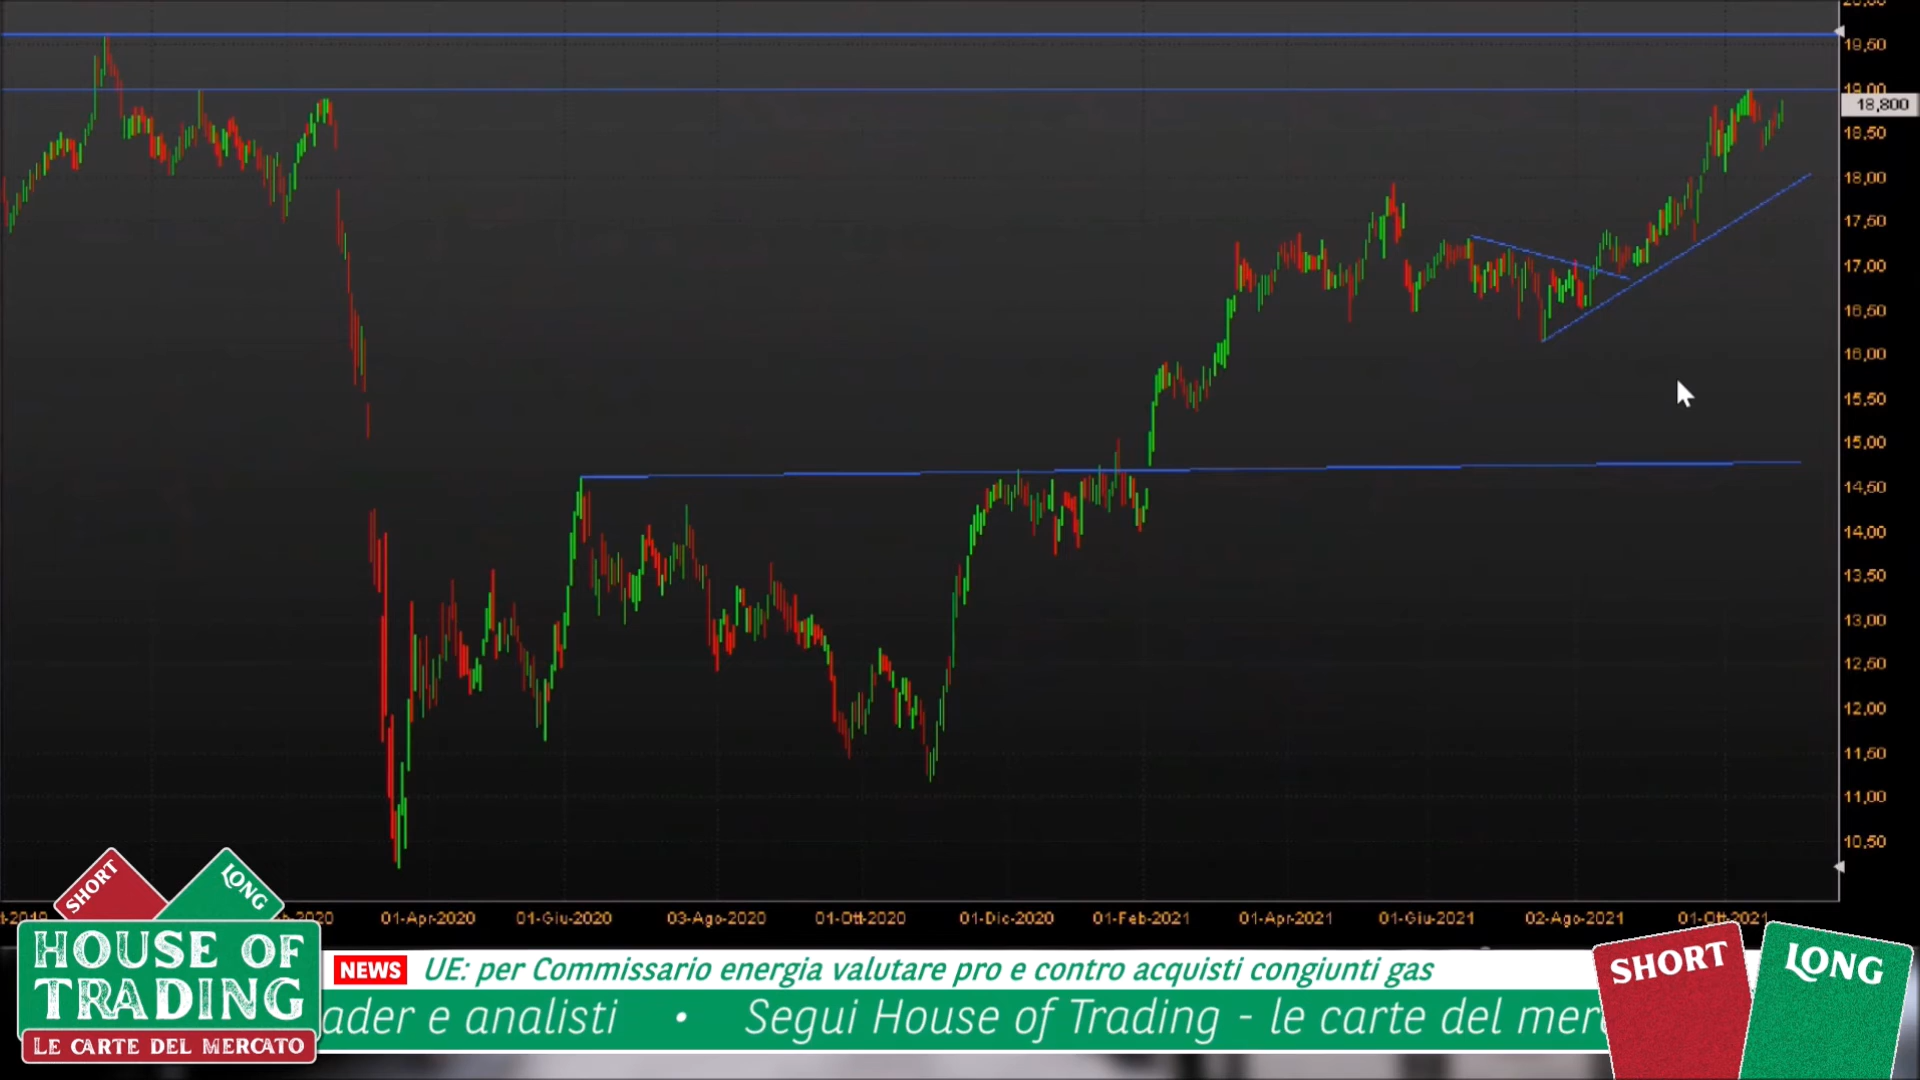 19,50
19,00
18,800
18,50
18,00
17,50
17,00
16,50
16,00
15,50
15,00
14,50
14,00
13,50
13,00
12,50
12,00
11,50
11,00
10,50
t-2019
b-2020
01-Apr-2020
01-Giu-2020
03-Ago-2020
01-Ott-2020
01-Dic-2020
01-Feb-2021
01-Apr-2021
01-Giu-2021
02-Ago-2021
01-Ott-2021
SHORT
LONG
HOUSE OF
TRADING
LE CARTE DEL MERCATO
NEWS UE: per Commissario energia valutare pro e contro acquisti congiunti gas
ader e analisti • Segui House of Trading - le carte del mer
SHORT
LONG